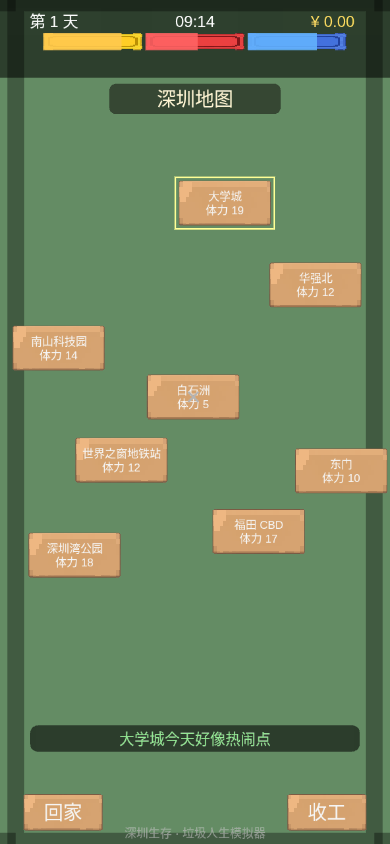 第 1 天 09:14 ¥ 0.00
深圳地图
大学城
体力 19
华强北
体力 12
南山科技园
体力 14
白石洲
体力 5
世界之窗地铁站
体力 12
东门
体力 10
福田 CBD
体力 17
深圳湾公园
体力 18
大学城今天好像热闹点
回家
收工
深圳生存 · 垃圾人生模拟器